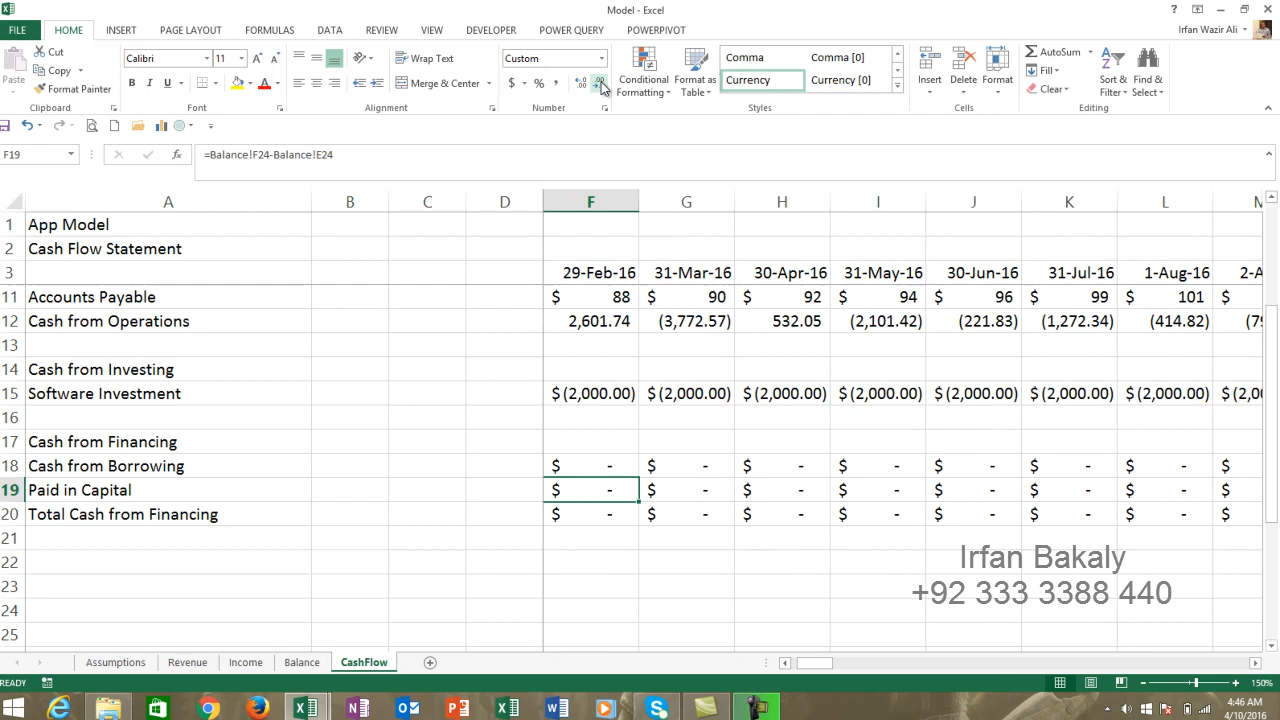 Model - Excel
FILE HOME INSERT PAGE LAYOUT FORMULAS DATA REVIEW VIEW DEVELOPER POWER QUERY POWERPIVOT Irfan Wazir Ali
Paste Cut Copy Format Painter Clipboard
Calibri 11 B I U A Font
Wrap Text Merge & Center Alignment
Custom $ % , Number
Conditional Formatting Format as Table Comma Comma [0] Currency Currency [0] Styles
Insert Delete Format Cells
AutoSum Fill Clear Sort & Filter Find & Select Editing
F19 fx =Balance!F24-Balance!E24
A B C D F G H I J K L M
1 App Model
2 Cash Flow Statement
3 29-Feb-16 31-Mar-16 30-Apr-16 31-May-16 30-Jun-16 31-Jul-16 1-Aug-16 2-A
11 Accounts Payable $ 88 $ 90 $ 92 $ 94 $ 96 $ 99 $ 101 $
12 Cash from Operations 2,601.74 (3,772.57) 532.05 (2,101.42) (221.83) (1,272.34) (414.82) (79
13
14 Cash from Investing
15 Software Investment $ (2,000.00) $ (2,000.00) $ (2,000.00) $ (2,000.00) $ (2,000.00) $ (2,000.00) $ (2,000.00) $ (2,0
16
17 Cash from Financing
18 Cash from Borrowing $ - $ - $ - $ - $ - $ - $ - $
19 Paid in Capital $ - $ - $ - $ - $ - $ - $ - $
20 Total Cash from Financing $ - $ - $ - $ - $ - $ - $ - $
21
22
23
24
25
Irfan Bakaly
+92 333 3388 440
Assumptions Revenue Income Balance CashFlow
READY 150%
4:46 AM
4/10/2016